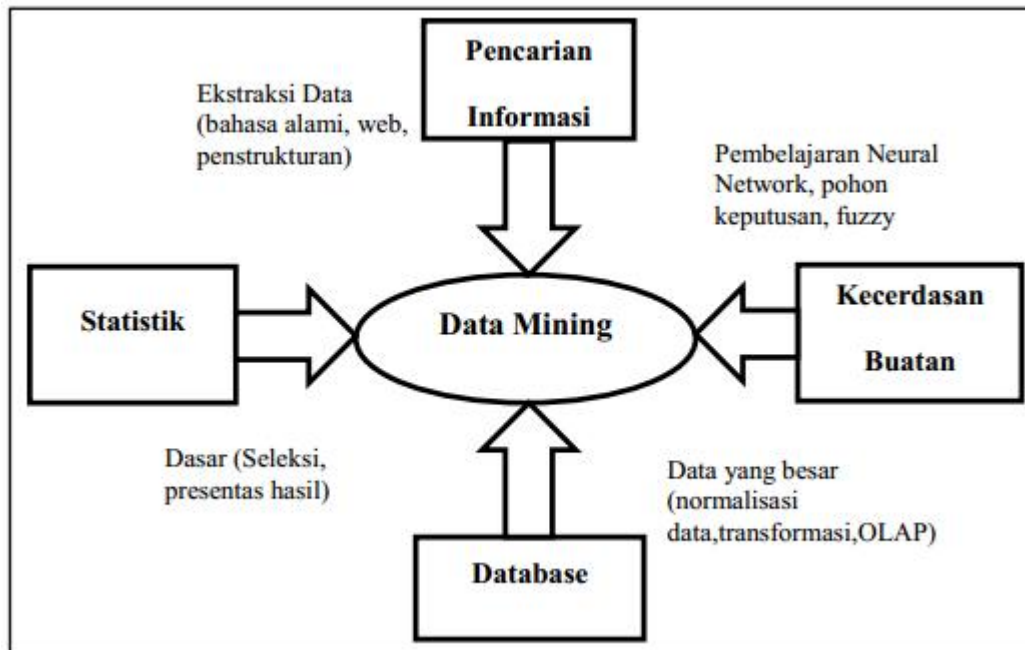 Pencarian
Informasi
Ekstraksi Data
(bahasa alami, web,
penstrukturan)
Pembelajaran Neural
Network, pohon
keputusan, fuzzy
Statistik
Data Mining
Kecerdasan
Buatan
Dasar (Seleksi,
presentas hasil)
Data yang besar
(normalisasi
data,transformasi,OLAP)
Database